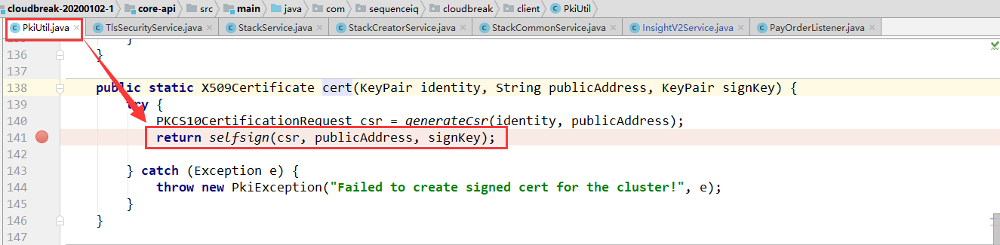 cloudbreak-20200102-1 core-api src main java com sequenceiq cloudbreak client PkiUtil
PkiUtil.java TlsSecurityService.java StackService.java StackCreatorService.java StackCommonService.java InsightV2Service.java PayOrderListener.java
136 }
137
138 public static X509Certificate cert(KeyPair identity, String publicAddress, KeyPair signKey) {
139 try {
140 PKCS10CertificationRequest csr = generateCsr(identity, publicAddress);
141 return selfsign(csr, publicAddress, signKey);
142
143 } catch (Exception e) {
144 throw new PkiException("Failed to create signed cert for the cluster!", e);
145 }
146 }
147